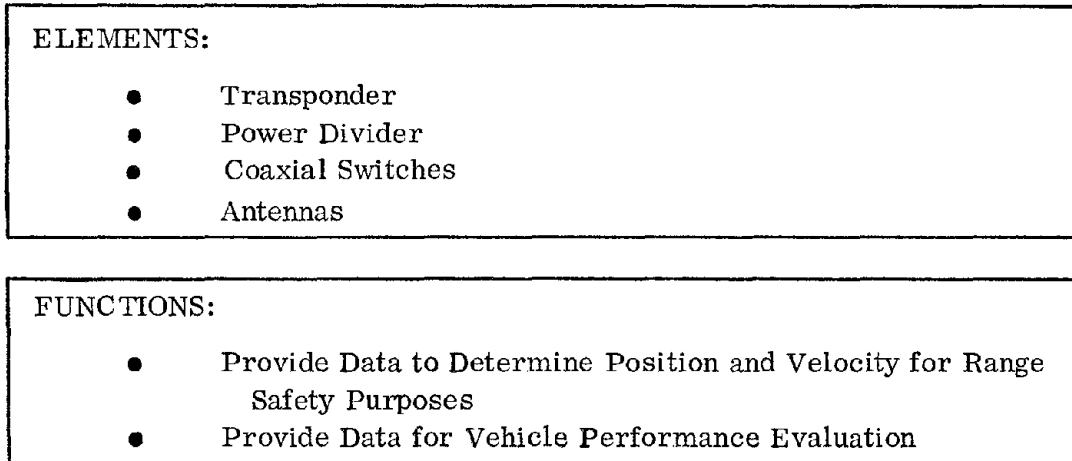 ELEMENTS:
● Transponder
● Power Divider
● Coaxial Switches
● Antennas
FUNCTIONS:
● Provide Data to Determine Position and Velocity for Range
Safety Purposes
● Provide Data for Vehicle Performance Evaluation